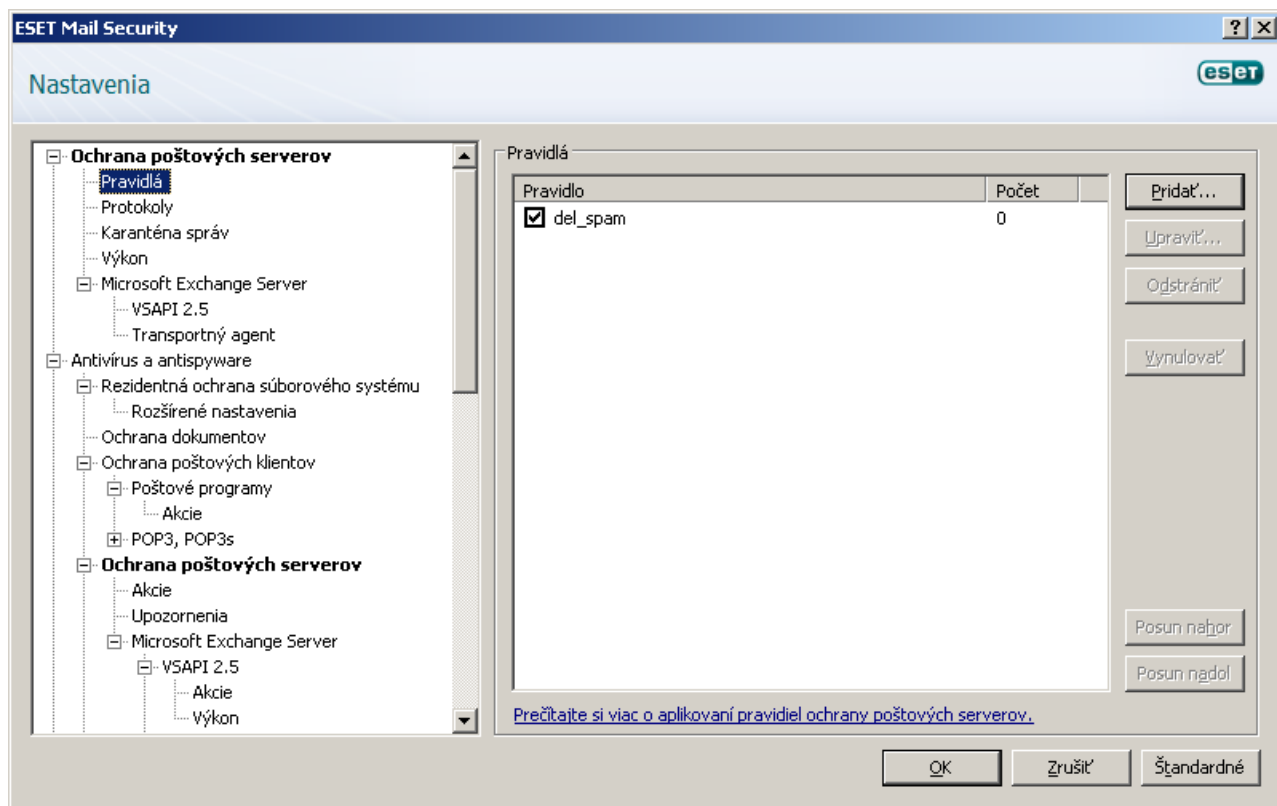 ESET Mail Security
Nastavenia
eset
Ochrana poštových serverov
Pravidlá
Protokoly
Karanténa správ
Výkon
Microsoft Exchange Server
VSAPI 2.5
Transportný agent
Antivírus a antispyware
Rezidentná ochrana súborového systému
Rozšírené nastavenia
Ochrana dokumentov
Ochrana poštových klientov
Poštové programy
Akcie
POP3, POP3s
Ochrana poštových serverov
Akcie
Upozornenia
Microsoft Exchange Server
VSAPI 2.5
Akcie
Výkon
Pravidlá
Pravidlo Počet
del_spam 0
Pridať...
Upraviť...
Odstrániť
Vynulovať
Posun nahor
Posun nadol
Prečítajte si viac o aplikovaní pravidiel ochrany poštových serverov.
OK Zrušiť Štandardné